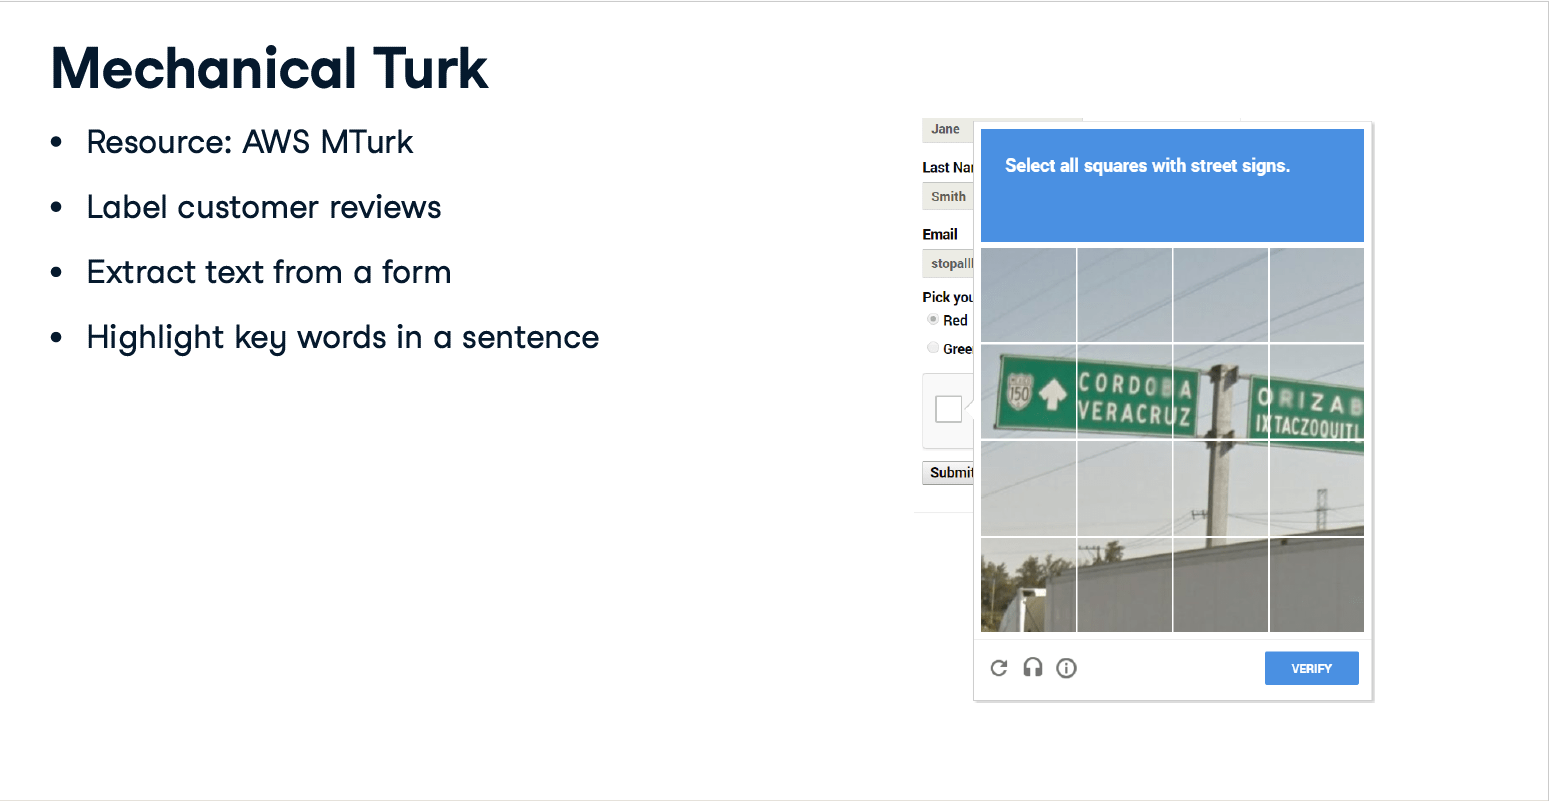 Mechanical Turk
• Resource: AWS MTurk
• Label customer reviews
• Extract text from a form
• Highlight key words in a sentence
Jane
Last Nar
Smith
Email
stopall
Pick you
Red
Gree
Submit
Select all squares with street signs.
150
CORDOBA
VERACRUZ
ORIZAB
IXTACZOQUITL
VERIFY